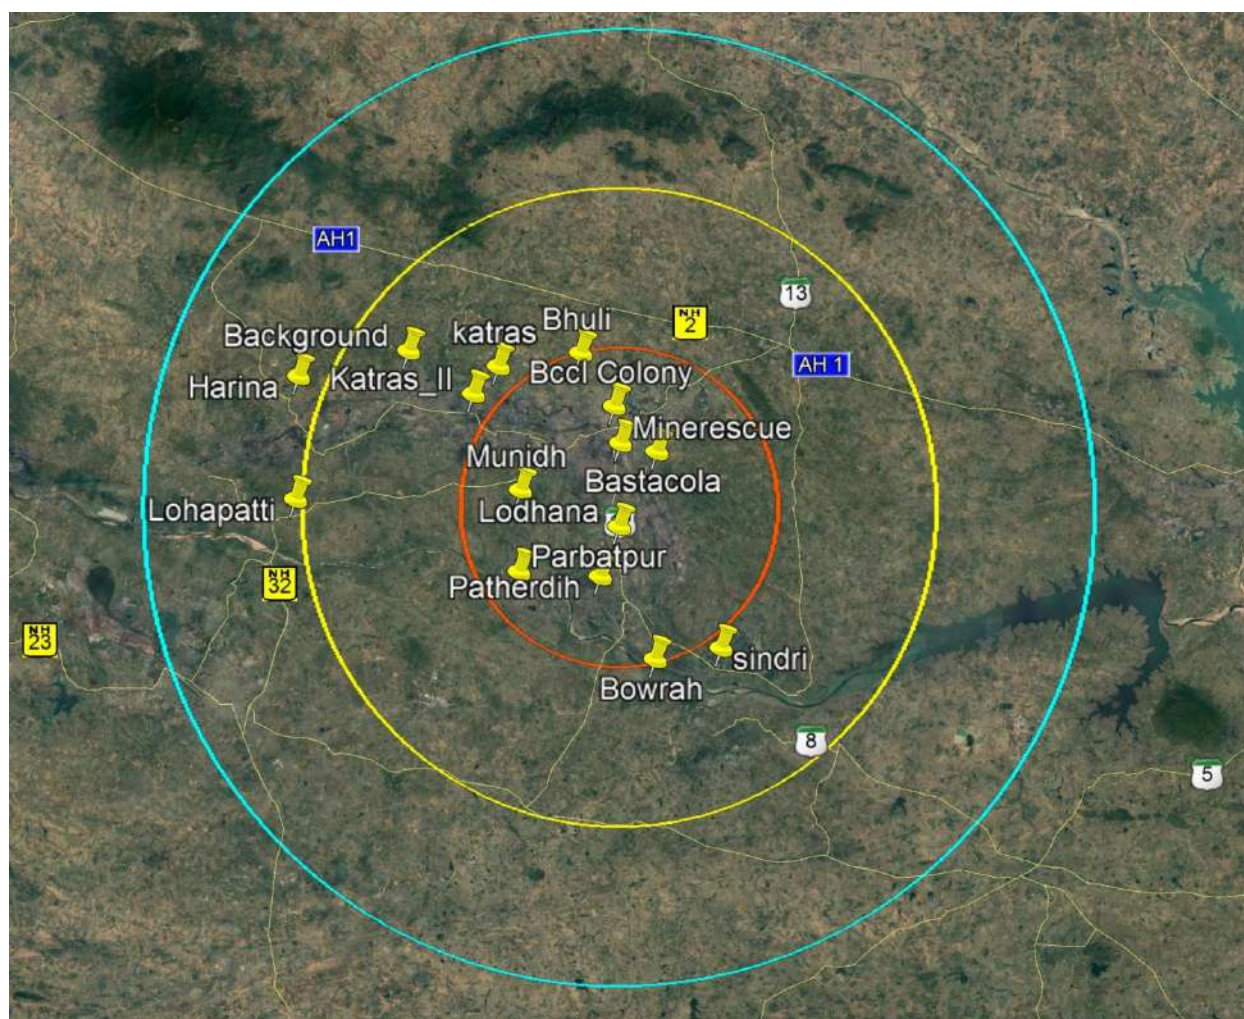 AH1
13
Bhuli
NH
2
Background
katras
AH 1
Harina
Katras_II
Bccl Colony
Minerescue
Munidh
Bastacola
Lohapatti
Lodhana
Parbatpur
Patherdih
NH
32
NH
23
sindri
Bowrah
8
5